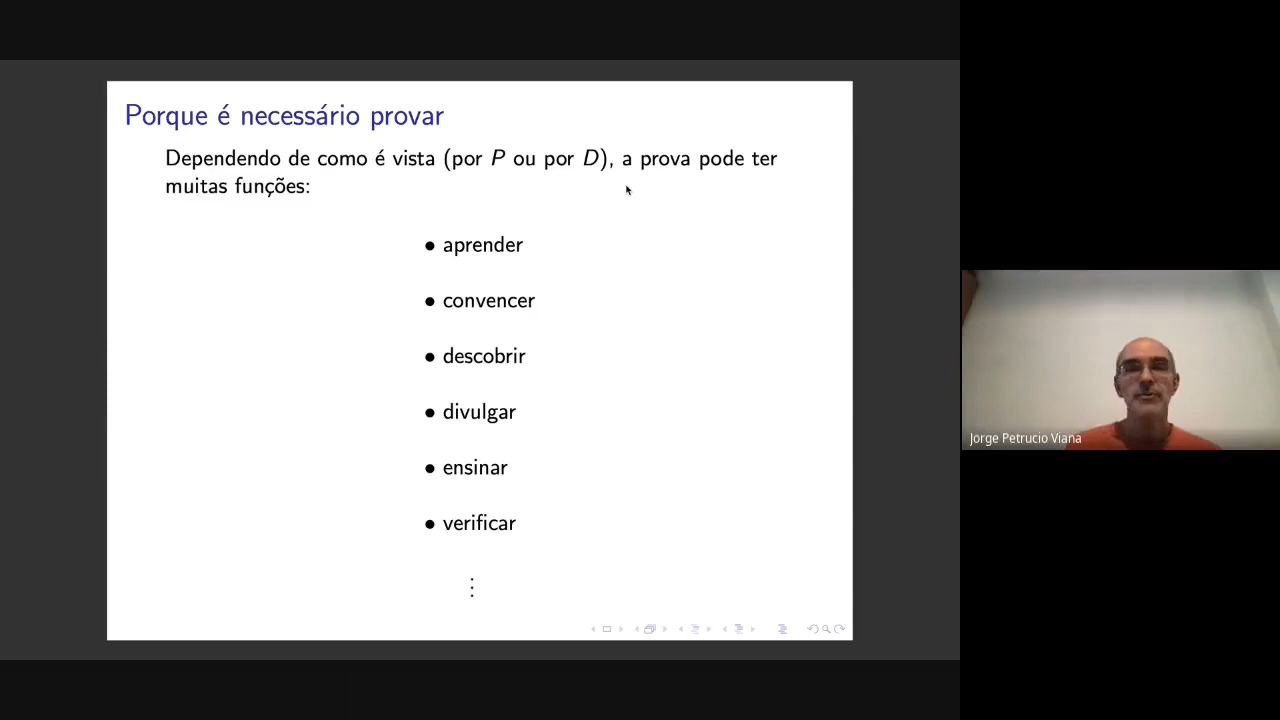 Porque é necessário provar
Dependendo de como é vista (por P ou por D), a prova pode ter
muitas funções:
• aprender
• convencer
• descobrir
• divulgar
• ensinar
• verificar
⋮
Jorge Petrucio Viana